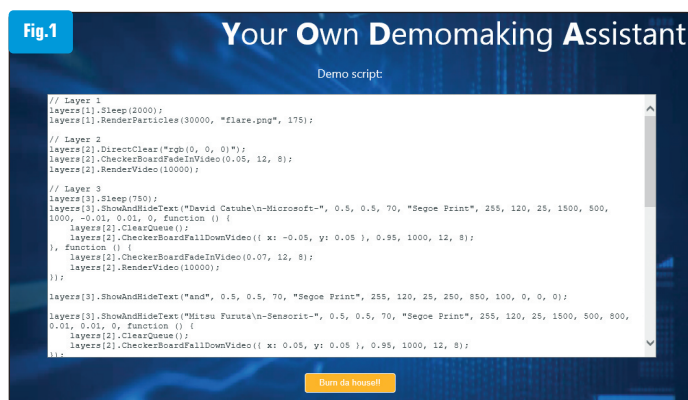 Fig.1
Your Own Demomaking Assistant
Demo script:
// Layer 1
layers[1].Sleep(2000);
layers[1].RenderParticles(30000, "flare.png", 175);
// Layer 2
layers[2].DirectClear("rgb(0, 0, 0)");
layers[2].CheckerBoardFadeInVideo(0.05, 12, 8);
layers[2].RenderVideo(10000);
// Layer 3
layers[3].Sleep(750);
layers[3].ShowAndHideText("David Catuhe\n-Microsoft-", 0.5, 0.5, 70, "Segoe Print", 255, 120, 25, 1500, 500,
1000, -0.01, 0.01, 0, function () {
layers[2].ClearQueue();
layers[2].CheckerBoardFallDownVideo({ x: -0.05, y: 0.05 }, 0.95, 1000, 12, 8);
}, function () {
layers[2].CheckerBoardFadeInVideo(0.07, 12, 8);
layers[2].RenderVideo(10000);
});
layers[3].ShowAndHideText("and", 0.5, 0.5, 70, "Segoe Print", 255, 120, 25, 250, 850, 100, 0, 0, 0);
layers[3].ShowAndHideText("Mitsu Furuta\n-Sensorit-", 0.5, 0.5, 70, "Segoe Print", 255, 120, 25, 1500, 500, 800,
0.01, 0.01, 0, function () {
layers[2].ClearQueue();
layers[2].CheckerBoardFallDownVideo({ x: 0.05, y: 0.05 }, 0.95, 1000, 12, 8);
});
Burn da house!!